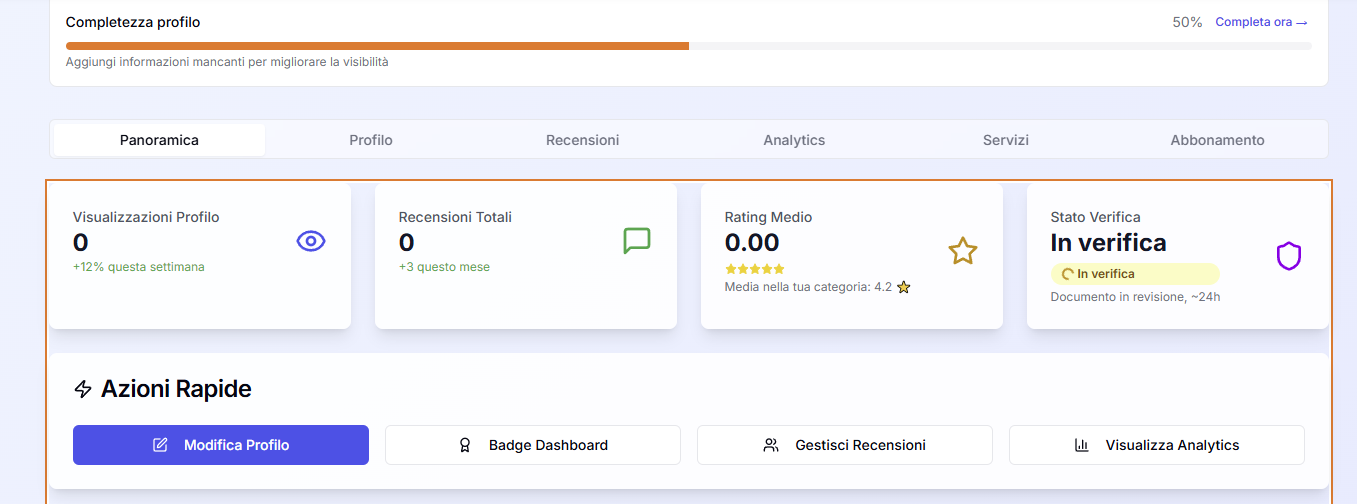 Completezza profilo
50% Completa ora →
Aggiungi informazioni mancanti per migliorare la visibilità
Panoramica Profilo Recensioni Analytics Servizi Abbonamento
Visualizzazioni Profilo
0
+12% questa settimana
Recensioni Totali
0
+3 questo mese
Rating Medio
0.00
Media nella tua categoria: 4.2 ⭐
Stato Verifica
In verifica
In verifica
Documento in revisione, ~24h
Azioni Rapide
Modifica Profilo Badge Dashboard Gestisci Recensioni Visualizza Analytics